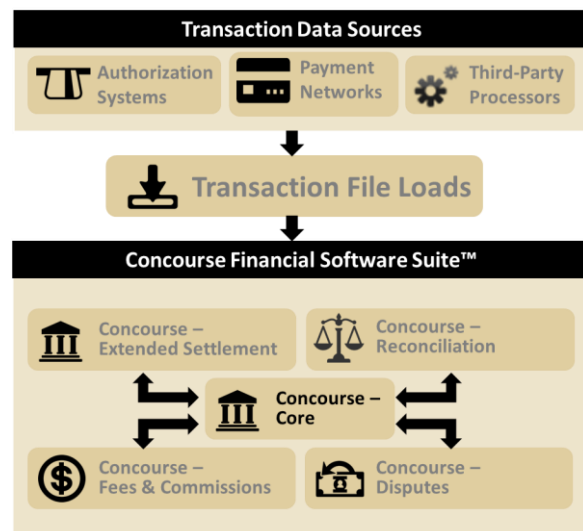 Transaction Data Sources
Authorization
Systems
Payment
Networks
Third-Party
Processors
Transaction File Loads
Concourse Financial Software Suite™
Concourse –
Extended Settlement
Concourse –
Reconciliation
Concourse –
Core
Concourse –
Fees & Commissions
Concourse –
Disputes